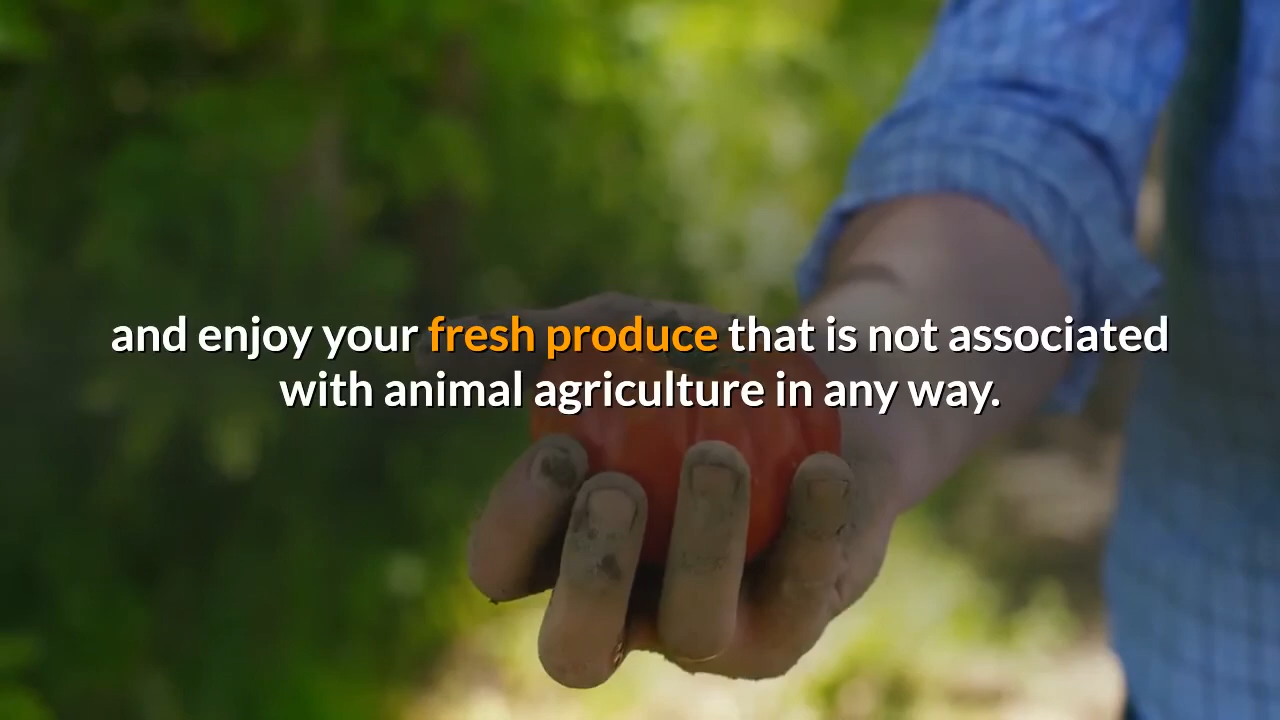 and enjoy your fresh produce that is not associated
with animal agriculture in any way.